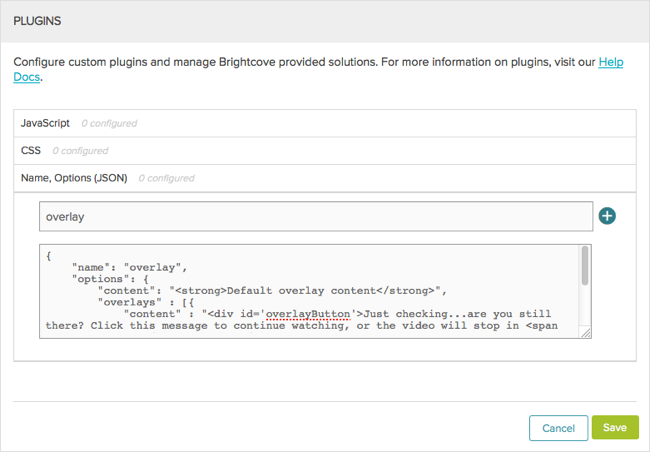 PLUGINS
Configure custom plugins and manage Brightcove provided solutions. For more information on plugins, visit our Help
Docs.
JavaScript 0 configured
CSS 0 configured
Name, Options (JSON) 0 configured
overlay
{
"name": "overlay",
"options": {
"content": "<strong>Default overlay content</strong>",
"overlays" : [{
"content" : "<div id='overlayButton'>Just checking...are you still
there? Click this message to continue watching, or the video will stop in <span
Cancel Save